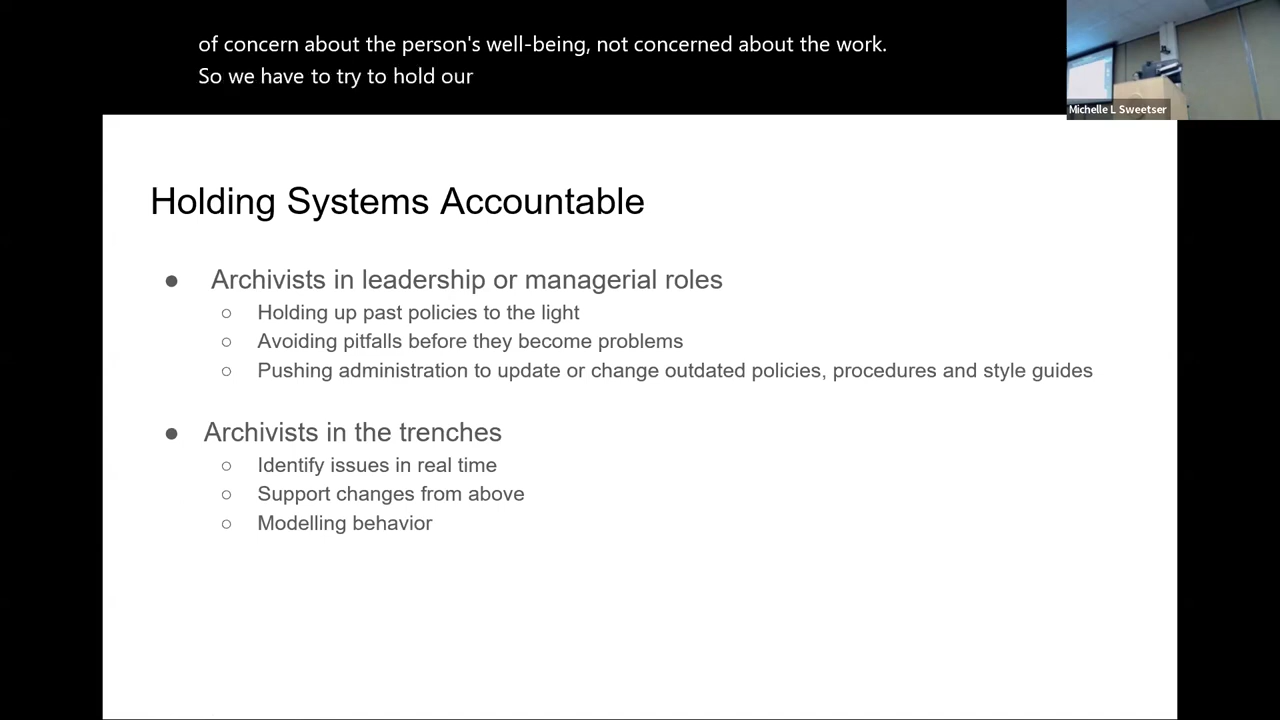 of concern about the person's well-being, not concerned about the work.
So we have to try to hold our
Michelle L Sweetser
Holding Systems Accountable
● Archivists in leadership or managerial roles
○ Holding up past policies to the light
○ Avoiding pitfalls before they become problems
○ Pushing administration to update or change outdated policies, procedures and style guides
● Archivists in the trenches
○ Identify issues in real time
○ Support changes from above
○ Modelling behavior